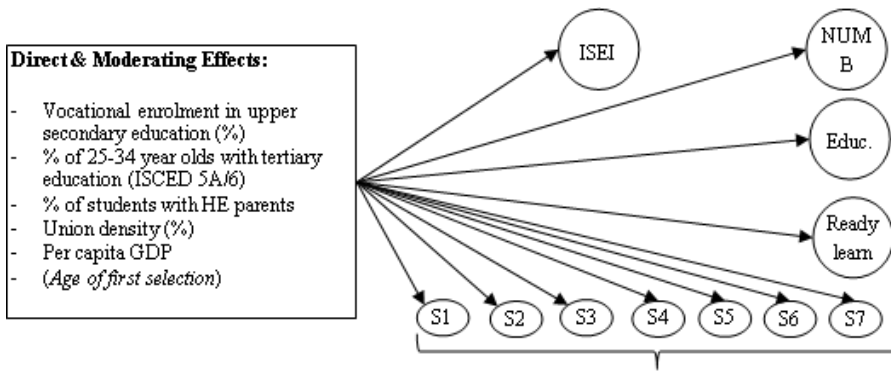 Direct & Moderating Effects:
- Vocational enrolment in upper
secondary education (%)
- % of 25-34 year olds with tertiary
education (ISCED 5A/6)
- % of students with HE parents
- Union density (%)
- Per capita GDP
- (Age of first selection)
ISEI
NUM
B
Educ.
Ready
learn
S1 S2 S3 S4 S5 S6 S7